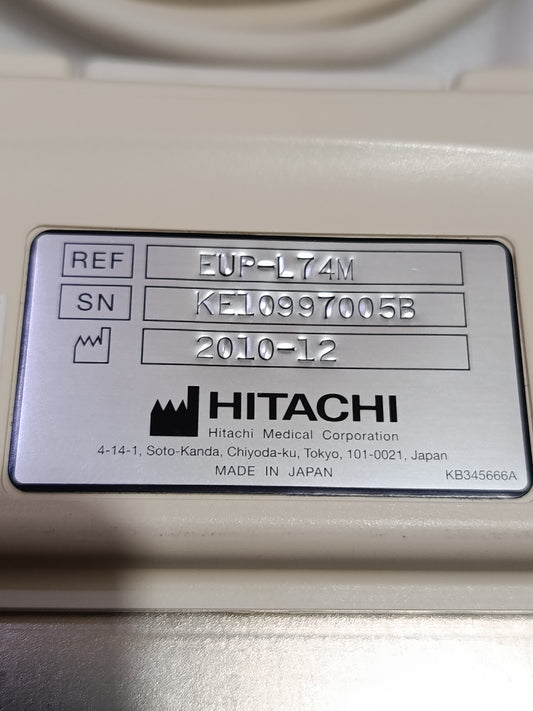 REF EUP-L74M
SN KE10997005B
2010-12
HITACHI
Hitachi Medical Corporation
4-14-1, Soto-Kanda, Chiyoda-ku, Tokyo, 101-0021, Japan
MADE IN JAPAN
KB345666A